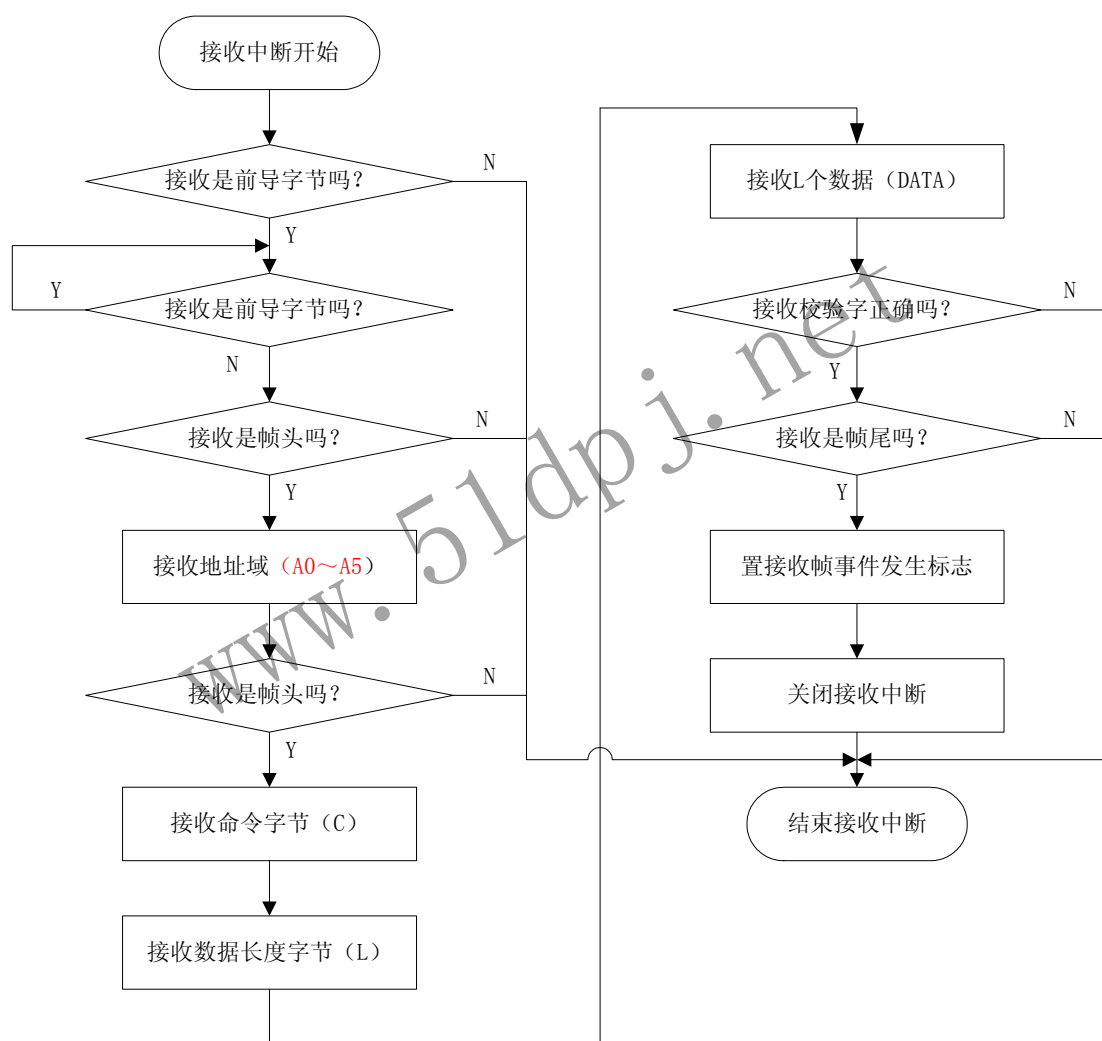 接收中断开始
接收是前导字节吗?
N
Y
接收是前导字节吗?
Y
N
接收是帧头吗?
N
Y
接收地址域（A0～A5）
接收是帧头吗?
N
Y
接收命令字节（C）
接收数据长度字节（L）
接收L个数据（DATA）
接收校验字正确吗?
N
Y
接收是帧尾吗?
N
Y
置接收帧事件发生标志
关闭接收中断
结束接收中断
www.51dpj.net